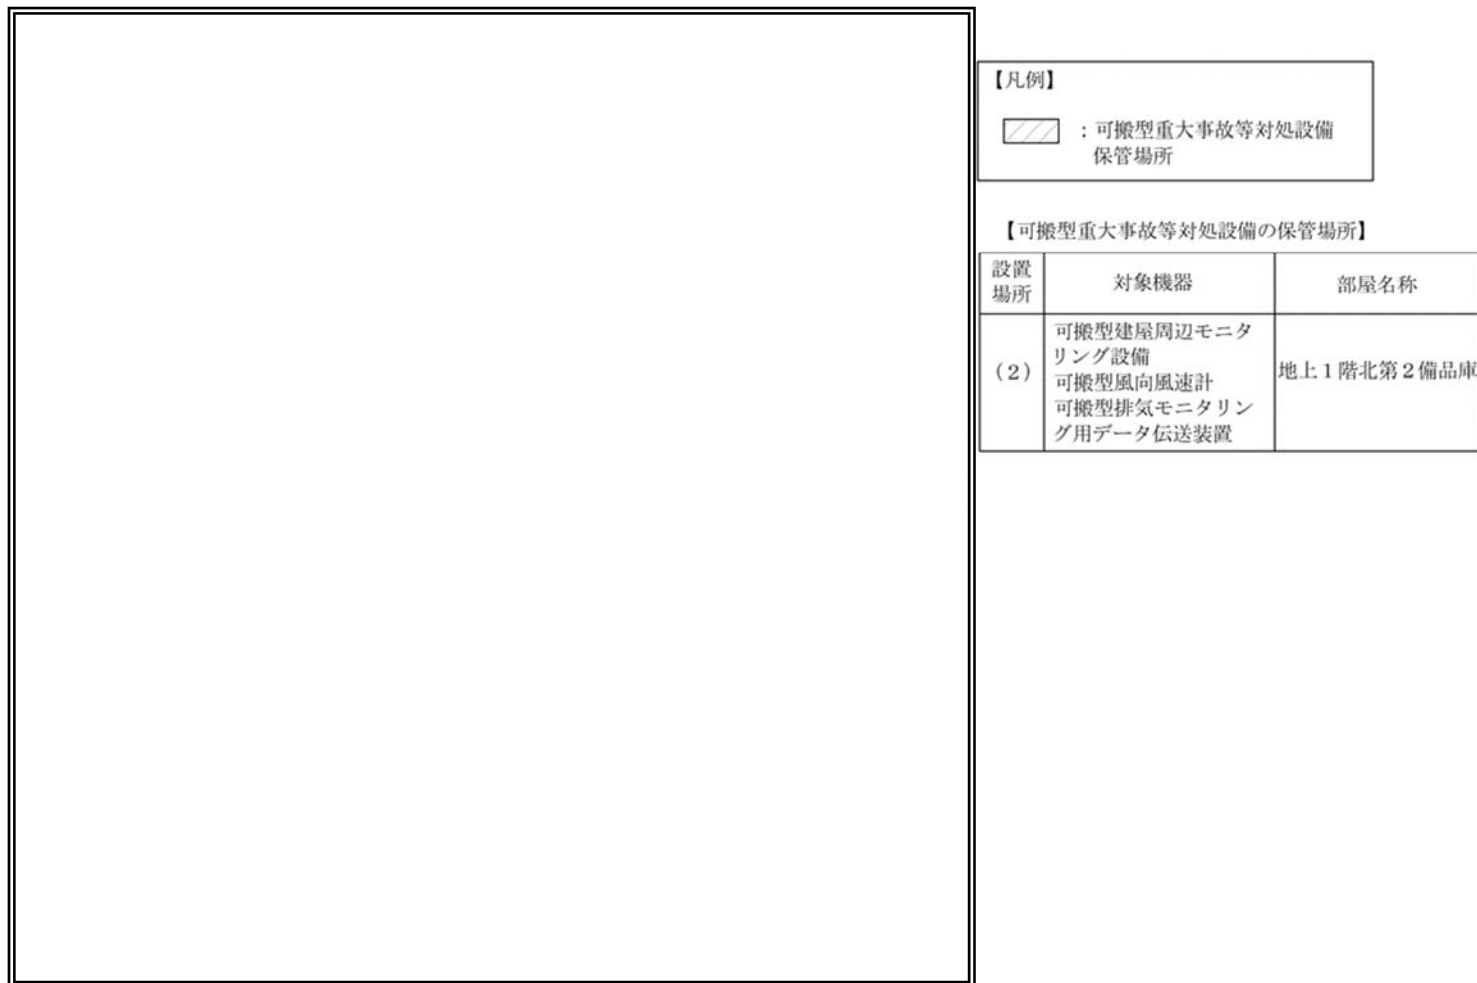 【凡例】
：可搬型重大事故等対処設備
保管場所
【可搬型重大事故等対処設備の保管場所】
設置
場所
対象機器
部屋名称
（２）
可搬型建屋周辺モニタ
リング設備
可搬型風向風速計
可搬型排気モニタリン
グ用データ伝送装置
地上１階北第２備品庫